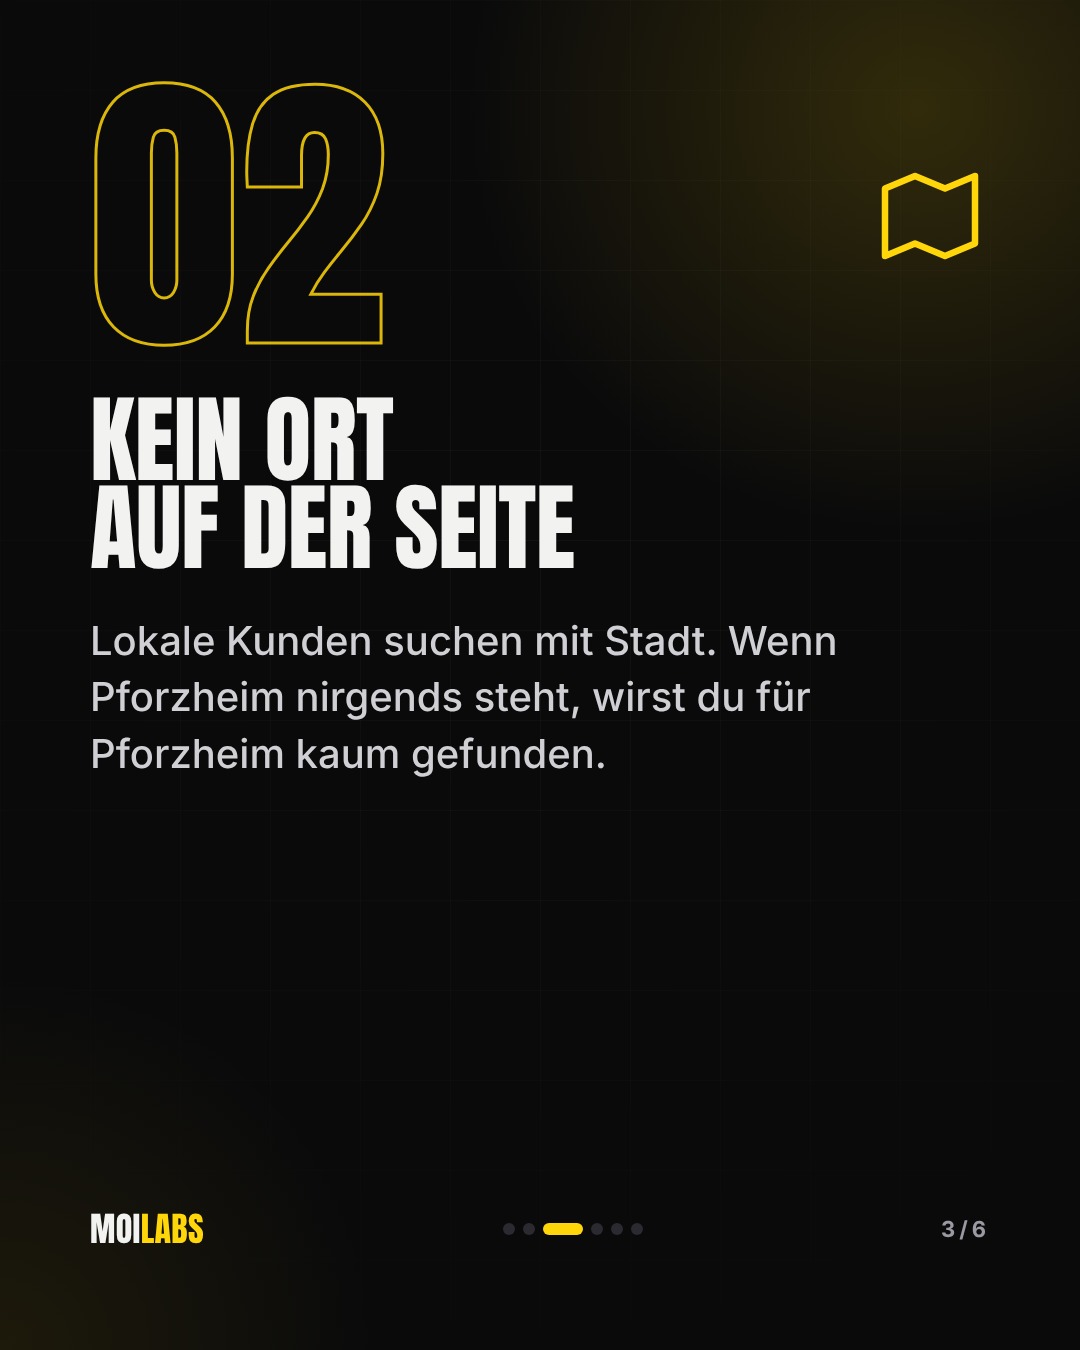 02
KEIN ORT
AUF DER SEITE
Lokale Kunden suchen mit Stadt. Wenn
Pforzheim nirgends steht, wirst du für
Pforzheim kaum gefunden.
MOILABS
3/6